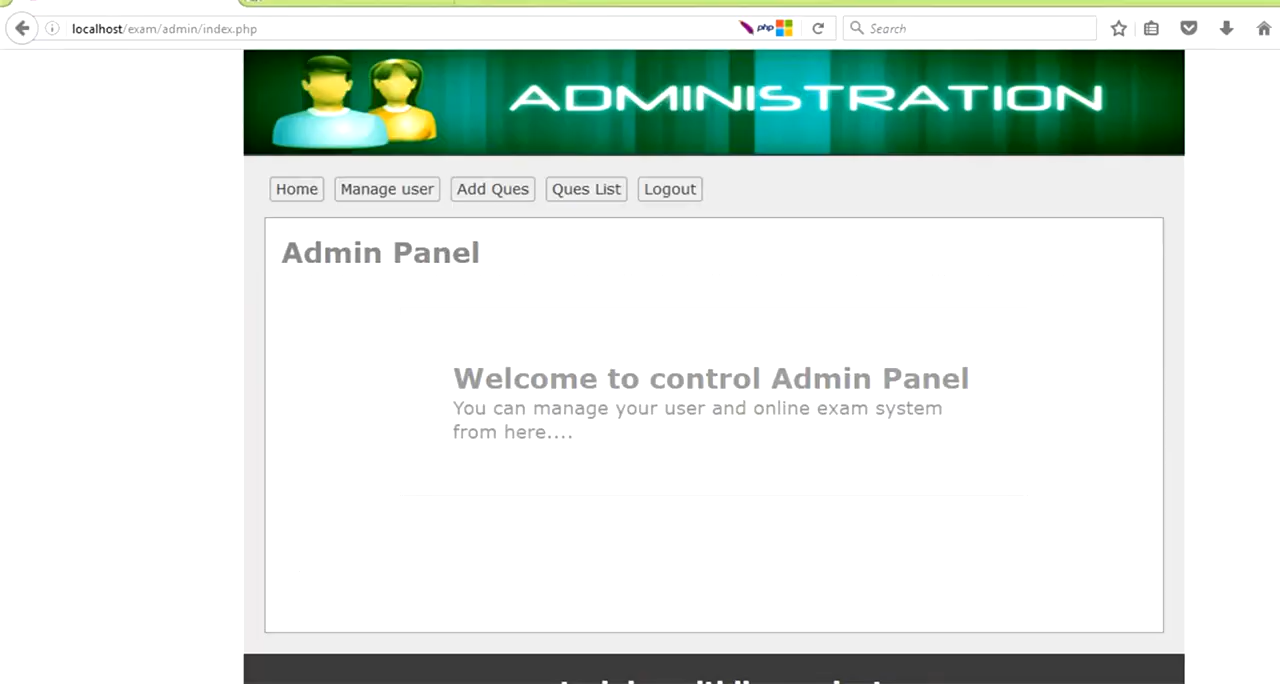 localhost/exam/admin/index.php
php
Search
ADMINISTRATION
Home Manage user Add Ques Ques List Logout
Admin Panel
Welcome to control Admin Panel
You can manage your user and online exam system
from here....